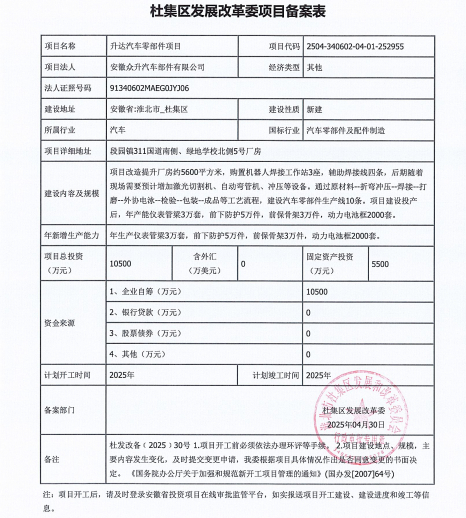 杜集区发展改革委项目备案表
项目名称 升达汽车零部件项目 项目代码 2504-340602-04-01-252955
项目法人 安徽众升汽车部件有限公司 经济类型 其他
法人证照号码 91340602MAEG0JYJ06
建设地址 安徽省:淮北市_杜集区 建设性质 新建
所属行业 汽车 国标行业 汽车零部件及配件制造
项目详细地址 段园镇311国道南侧、绿地学校北侧5号厂房
项目改造提升厂房约5600平方米，购置机器人焊接工作站3座，辅助焊接线四条，后期随着
现场需要预计增加激光切割机、自动弯管机、冲压等设备。通过原材料--折弯冲压--焊接--打
建设内容及规模 磨--外协电泳--检验--包装--成品等工艺流程，建设汽车零部件生产线10条。项目建设投产
后，年产能仪表管梁3万套，前下防护5万件，前保骨架3万件，动力电池框2000套。
年新增生产能力 年生产仪表管梁3万套，前下防护5万件，前保骨架3万件，动力电池框2000套。
项目总投资
（万元） 10500 含外汇
（万美元） 0 固定资产投资
（万元） 5500
资金来源
1、企业自筹（万元） 10500
2、银行贷款（万元） 0
3、股票债券（万元） 0
4、其他（万元） 0
计划开工时间 2025年 计划竣工时间 2025年
备案部门
杜集区发展改革委
2025年04月30日
备注
杜发改备﹝2025﹞30号 1.项目开工前必须依法办理环评等手续。 2.项目建设地点、规模，主
要内容发生变化，及时提交变更申请，我委根据项目具体情况作出是否同意变更的书面决
定。《国务院办公厅关于加强和规范新开工项目管理的通知》(国办发[2007]64号)
注：项目开工后，请及时登录安徽省投资项目在线审批监管平台，如实报送项目开工建设、建设进度和竣工等信
息。